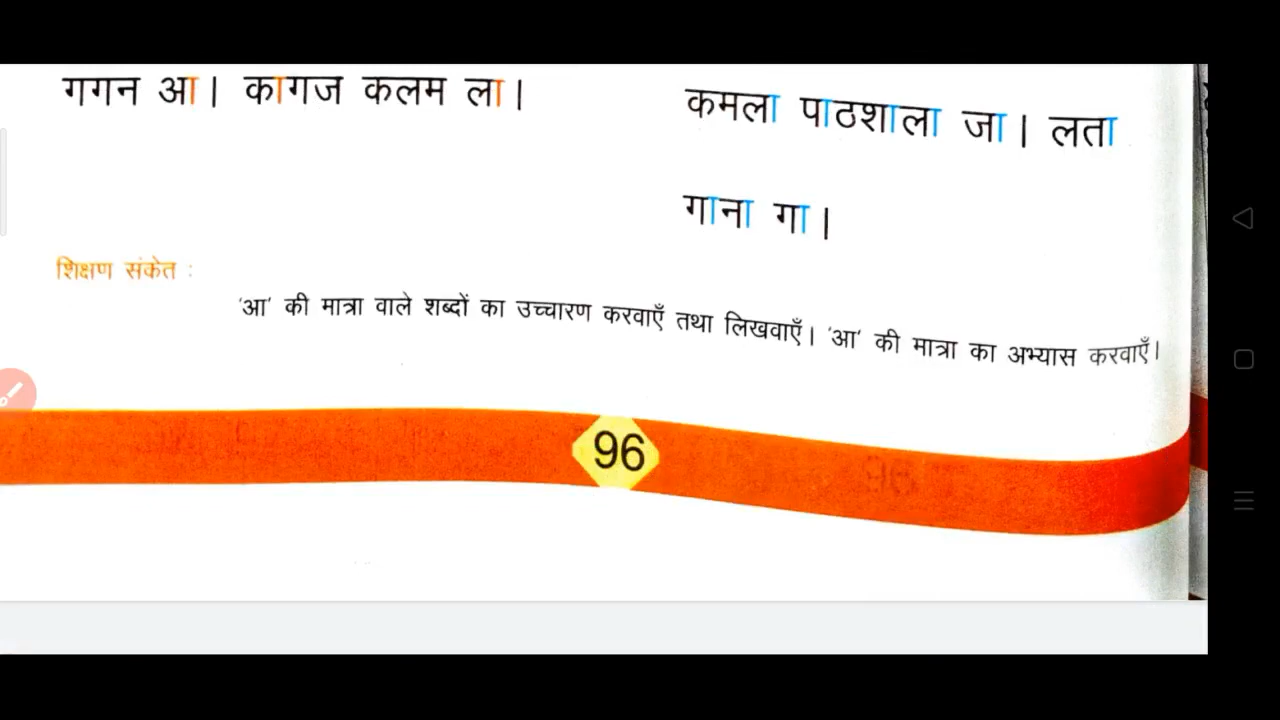 गगन आ। कागज कलम ला।
कमला पाठशाला जा। लता
गाना गा।
शिक्षण संकेत :
'आ' की मात्रा वाले शब्दों का उच्चारण करवाएँ तथा लिखवाएँ। 'आ' की मात्रा का अभ्यास करवाएँ।
96